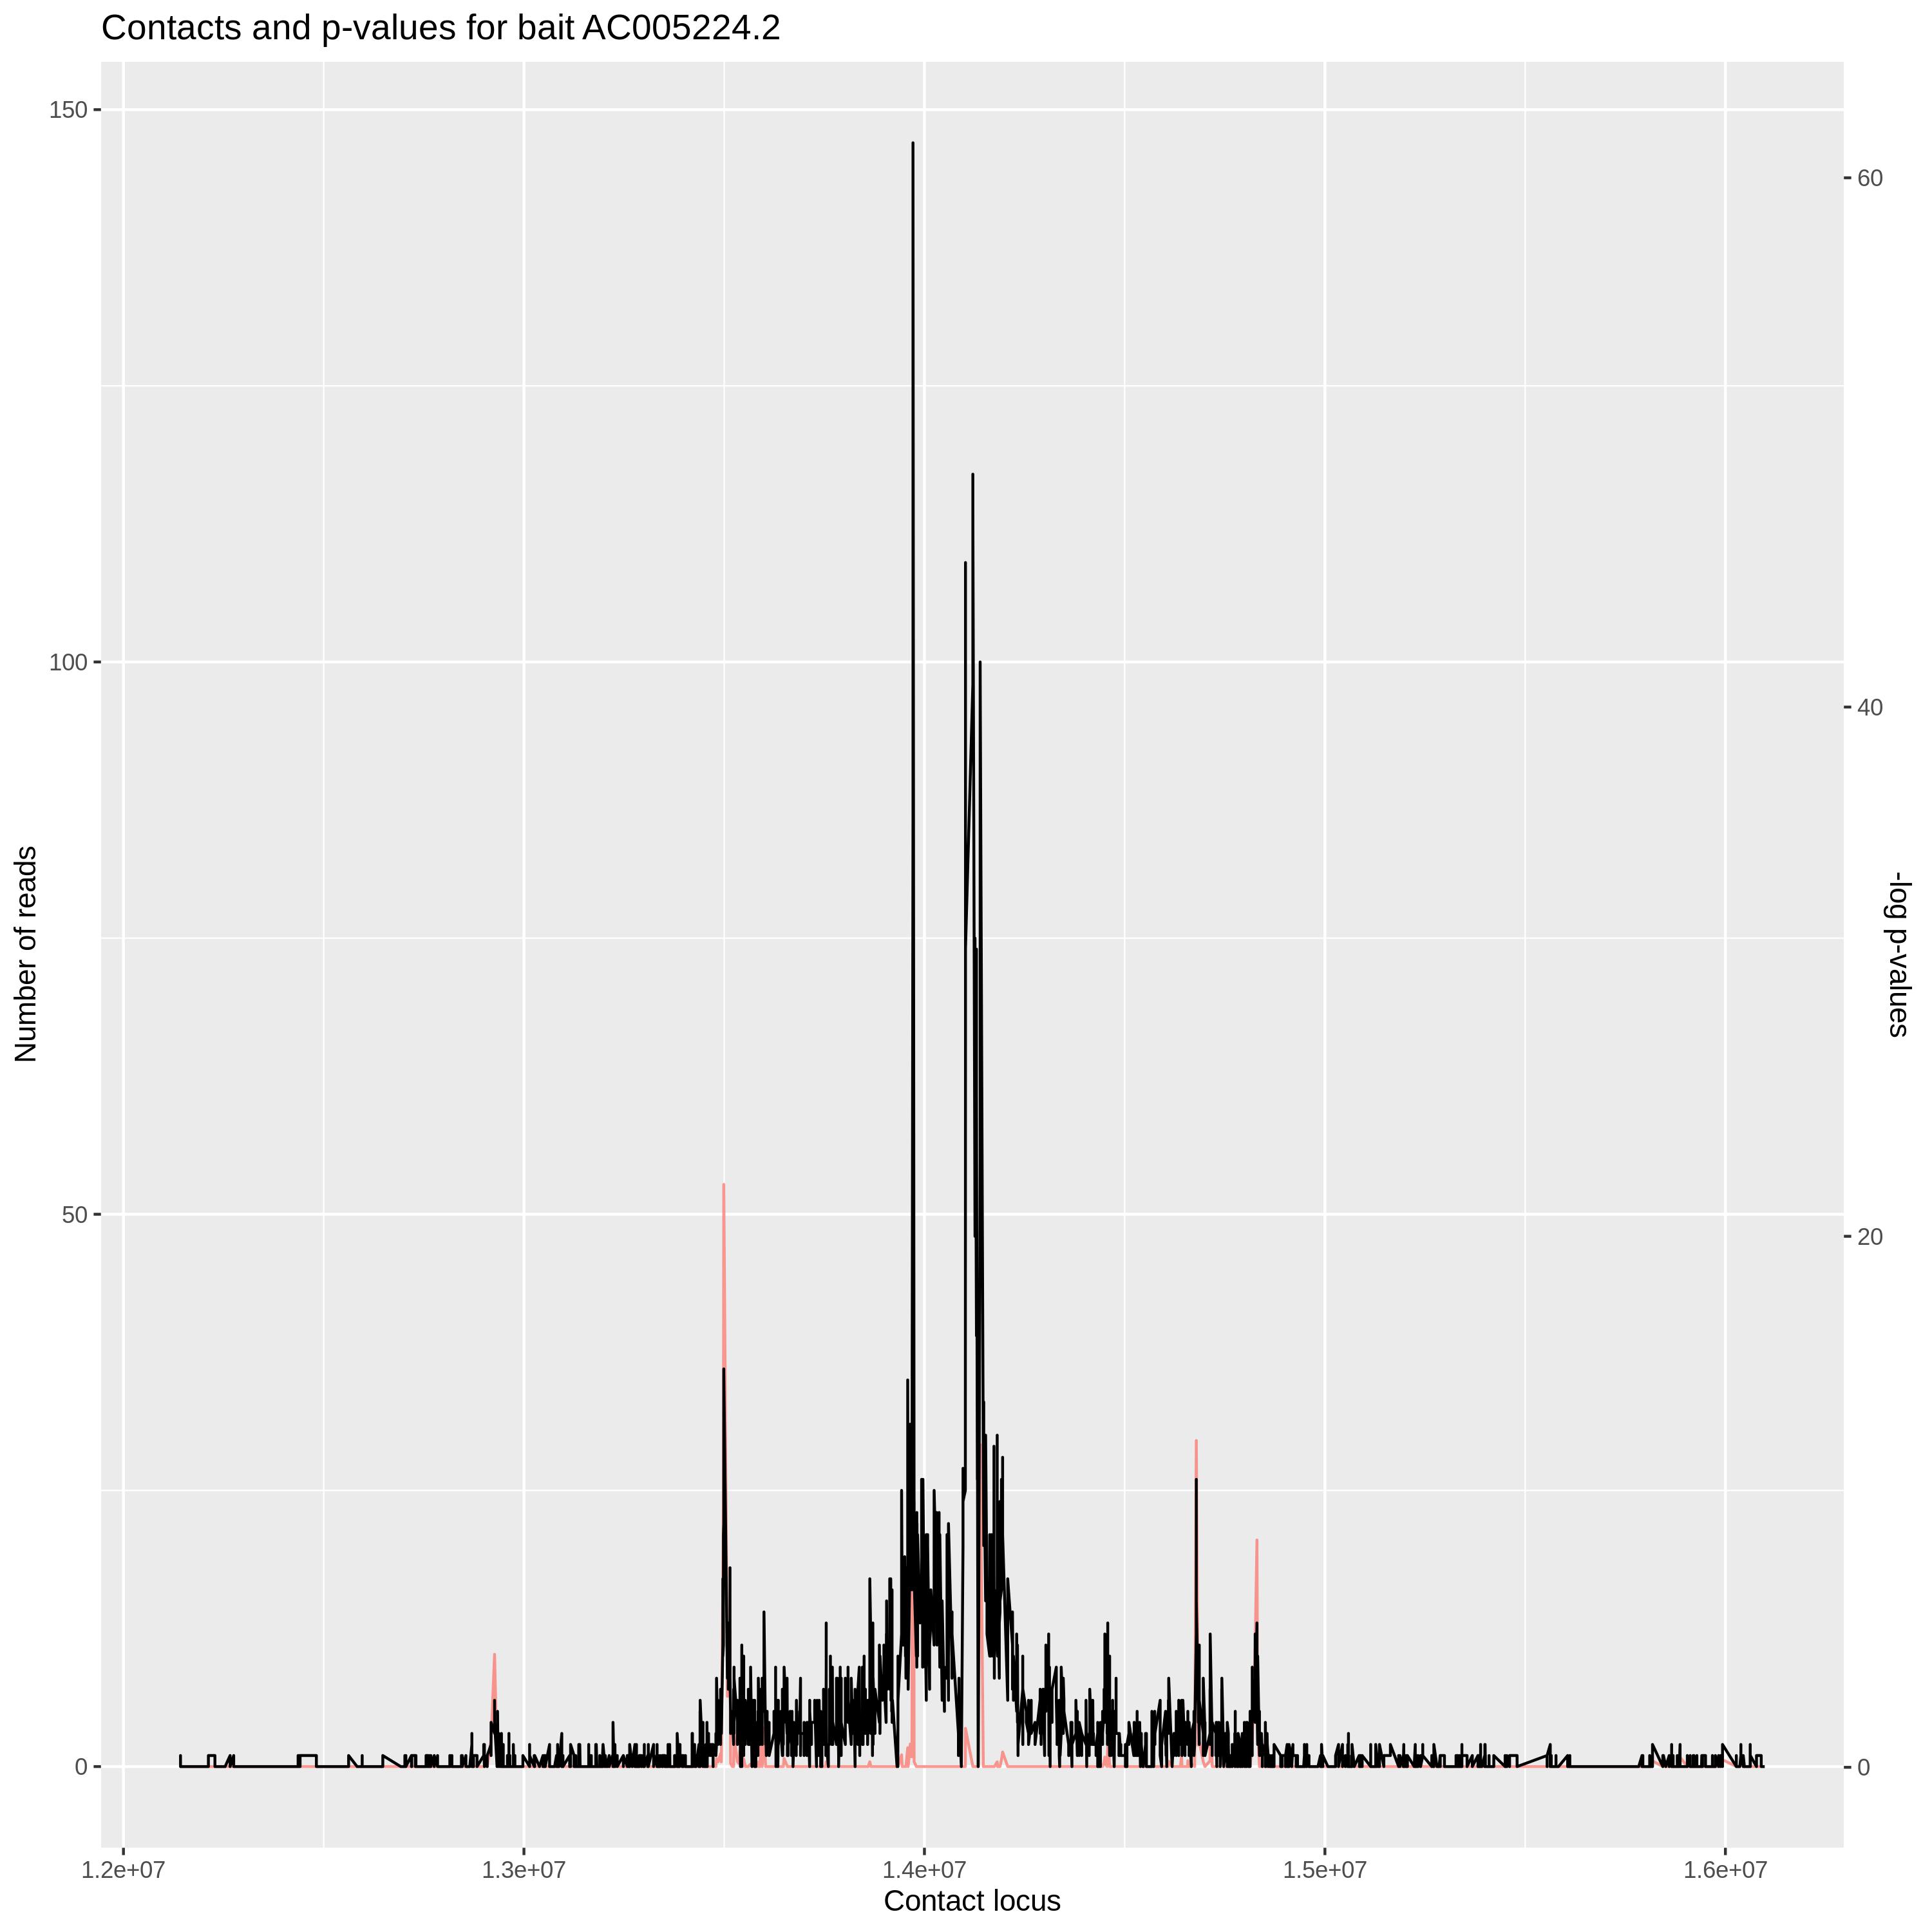 Contacts and p-values for bait AC005224.2
150
100
50
0
Number of reads
60
40
20
0
-log p-values
1.2e+07
1.3e+07
1.4e+07
1.5e+07
1.6e+07
Contact locus